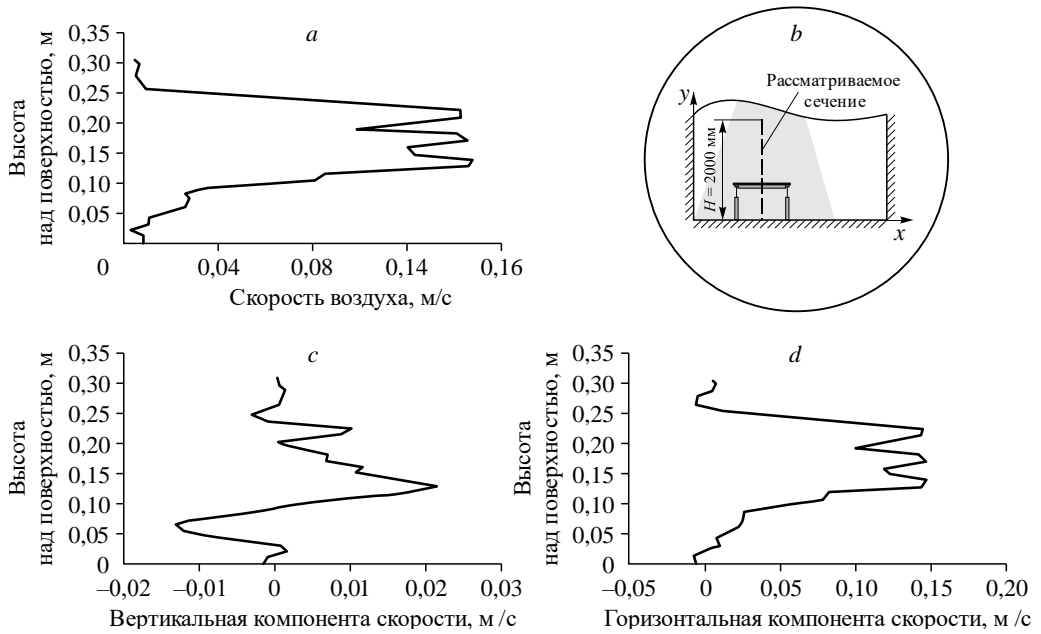 a
Высота
над поверхностью, м
0,35
0,30
0,25
0,20
0,15
0,10
0,05
0
0,04
0,08
0,14
0,16
Скорость воздуха, м/с
b
Рассматриваемое
сечение
y
H = 2000 мм
x
c
Высота
над поверхностью, м
0,35
0,30
0,25
0,20
0,15
0,10
0,05
0
–0,02
–0,01
0
0,01
0,02
0,03
Вертикальная компонента скорости, м /с
d
Высота
над поверхностью, м
0,35
0,30
0,25
0,20
0,15
0,10
0,05
0
–0,05
0
0,05
0,10
0,15
0,20
Горизонтальная компонента скорости, м /с